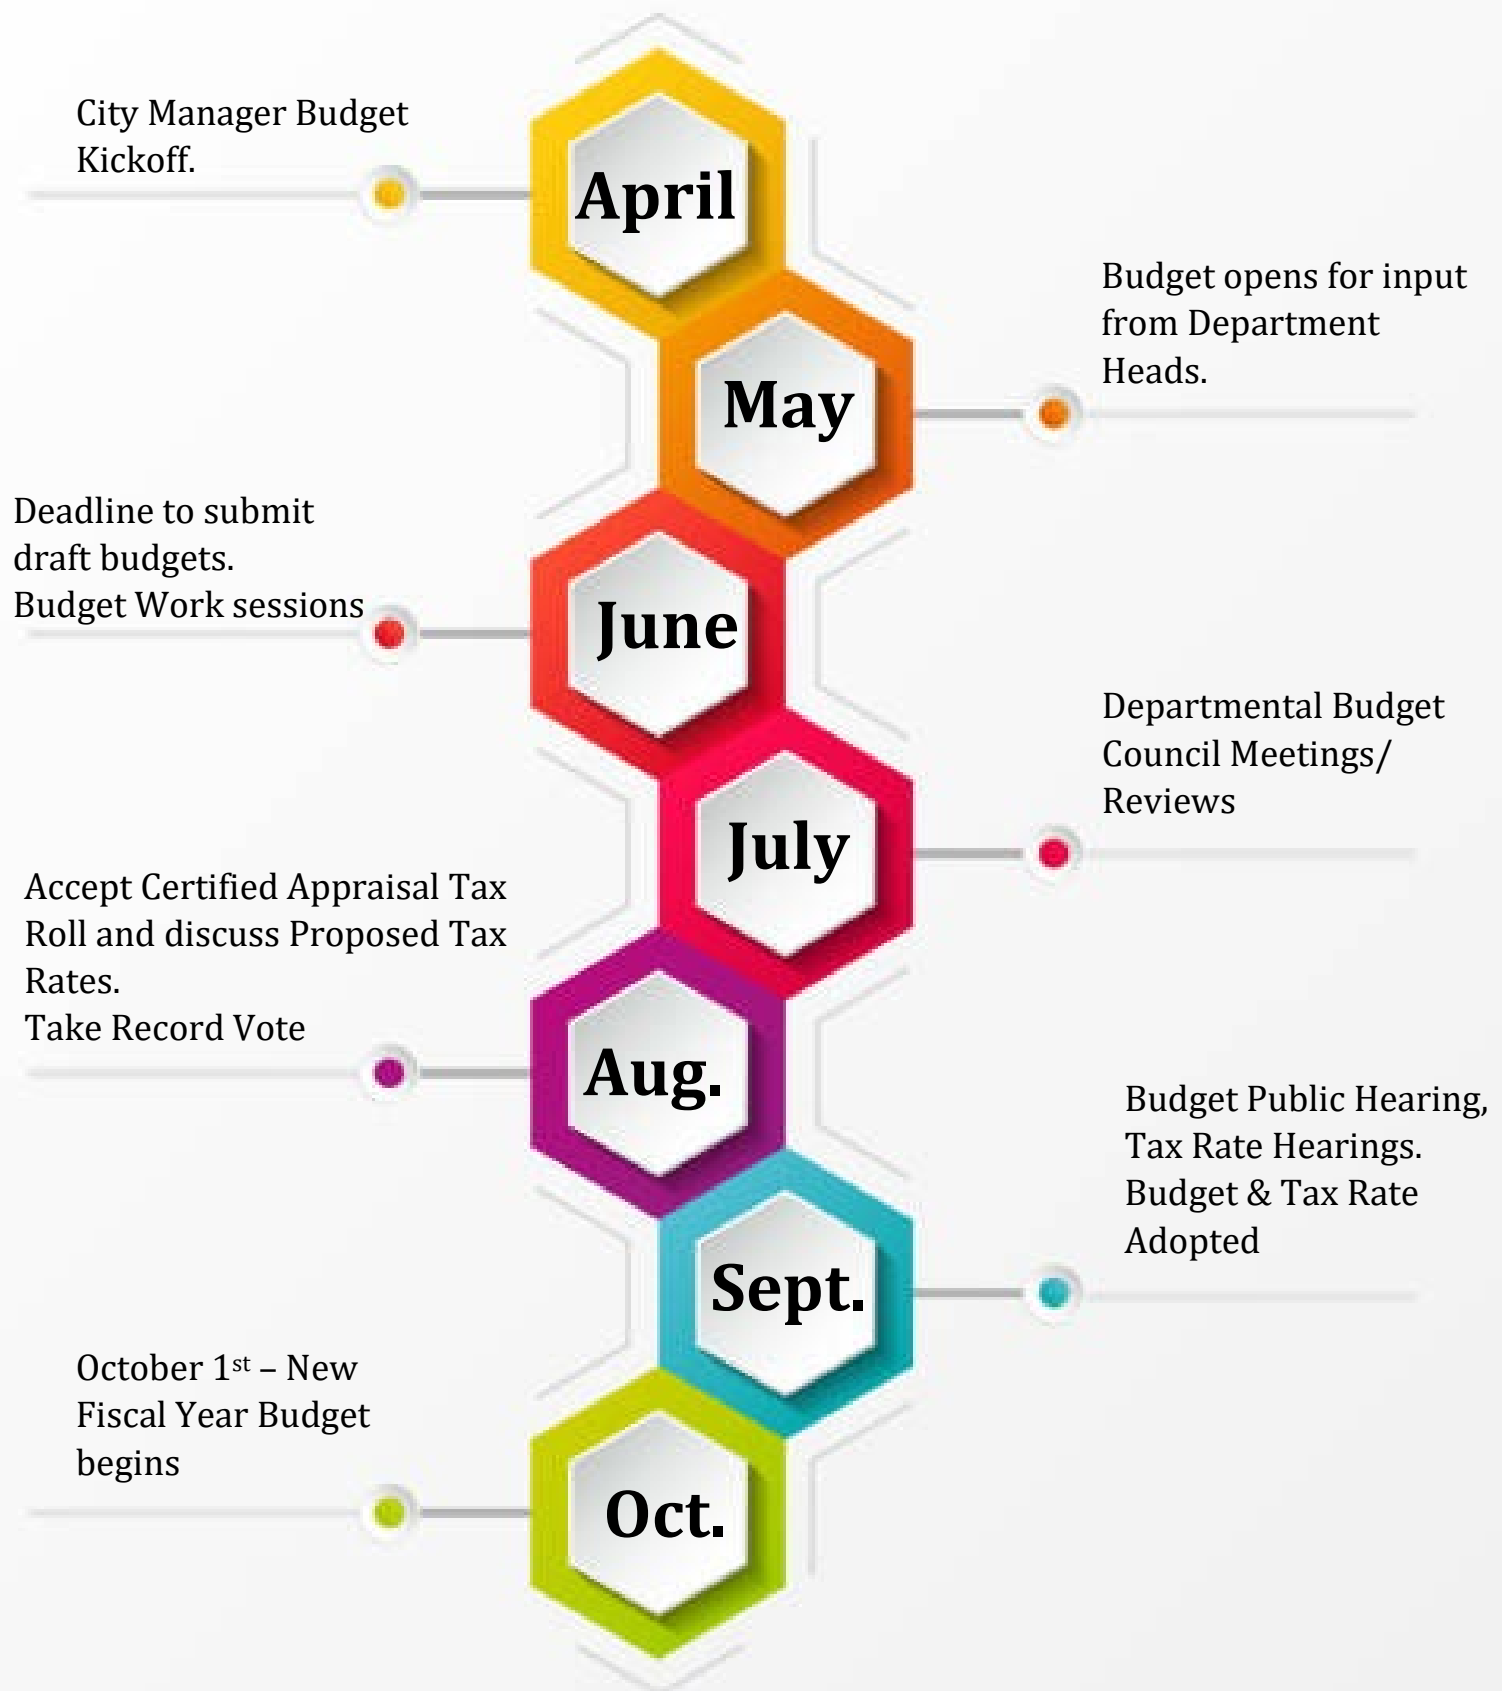 City Manager Budget
Kickoff.
April
Budget opens for input
from Department
Heads.
May
Deadline to submit
draft budgets.
Budget Work sessions
June
Departmental Budget
Council Meetings/
Reviews
July
Accept Certified Appraisal Tax
Roll and discuss Proposed Tax
Rates.
Take Record Vote
Aug.
Budget Public Hearing,
Tax Rate Hearings.
Budget & Tax Rate
Adopted
Sept.
October 1st – New
Fiscal Year Budget
begins
Oct.